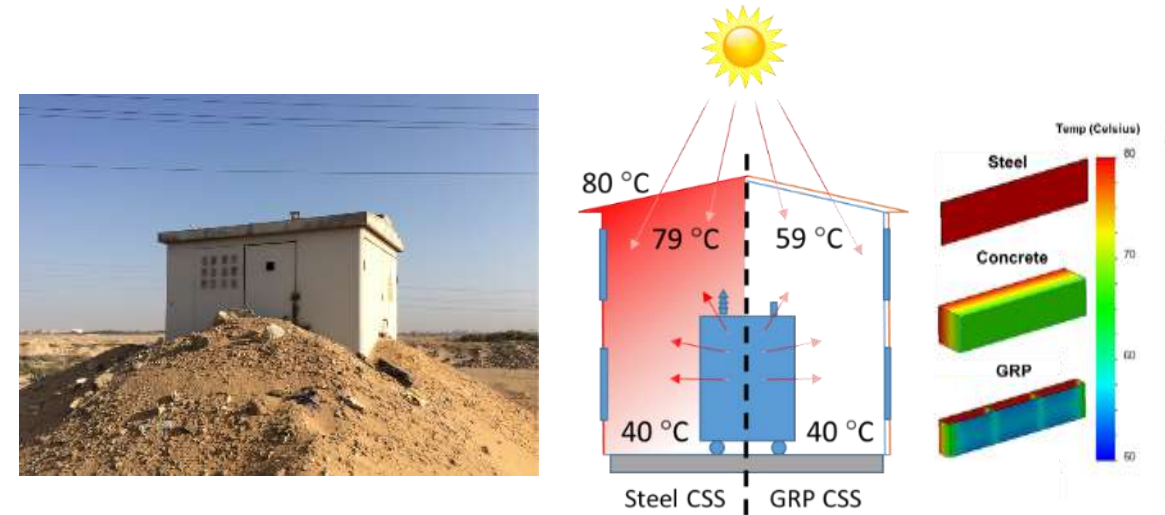 80 °C
79 °C
59 °C
40 °C
40 °C
Steel CSS
GRP CSS
Temp (Celsius)
Steel
Concrete
GRP
80
70
60
50